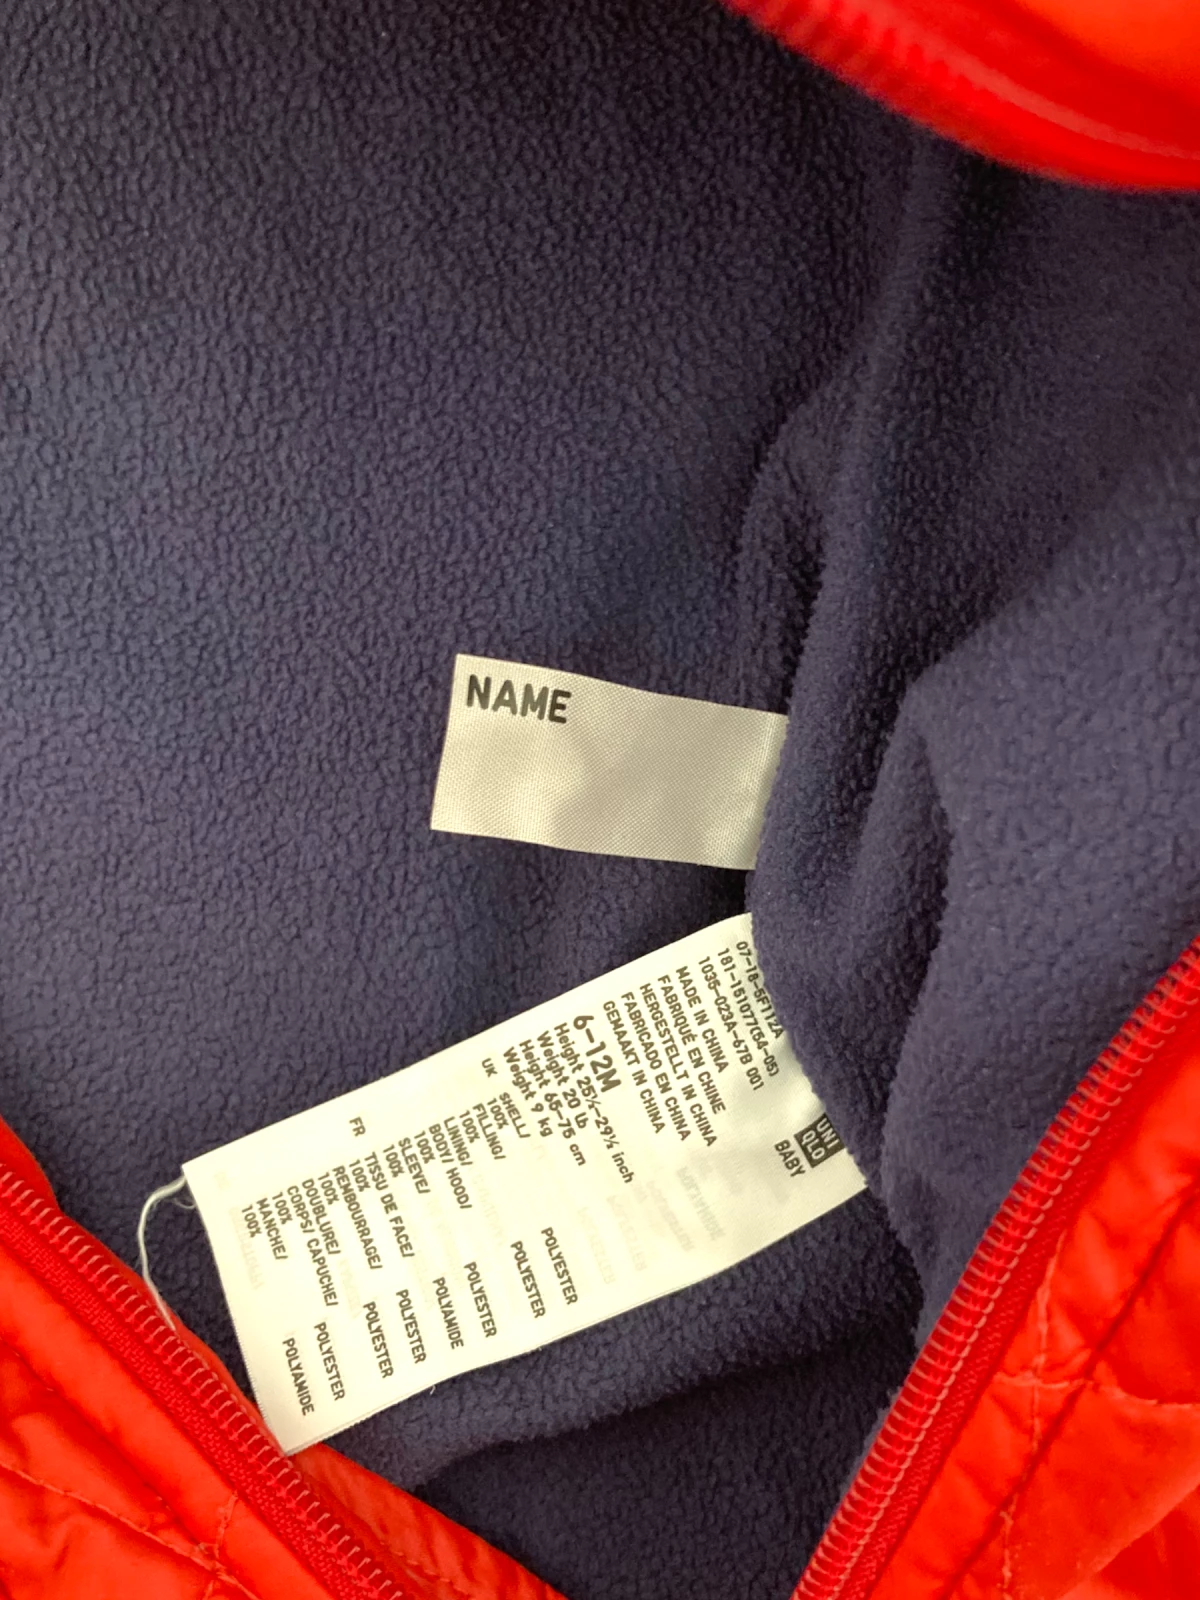 NAME
UNI
QLO
BABY
07-18-5F112A
181-151077(54-05)
1035-023A-67B 001
MADE IN CHINA
FABRIQUÉ EN CHINE
HERGESTELLT IN CHINA
FABRICADO EN CHINA
GEMAAKT IN CHINA
6-12M
Height 25½-29½ inch
Weight 20 lb
Height 65-75 cm
Weight 9 kg
UK SHELL/
100% POLYESTER
FILLING/
100% POLYESTER
LINING/
BODY/ HOOD/
100% POLYESTER
SLEEVE/
100% POLYAMIDE
FR TISSU DE FACE/
100% POLYESTER
REMBOURRAGE/
100% POLYESTER
DOUBLURE/
CORPS/ CAPUCHE/
100% POLYESTER
MANCHE/
100% POLYAMIDE